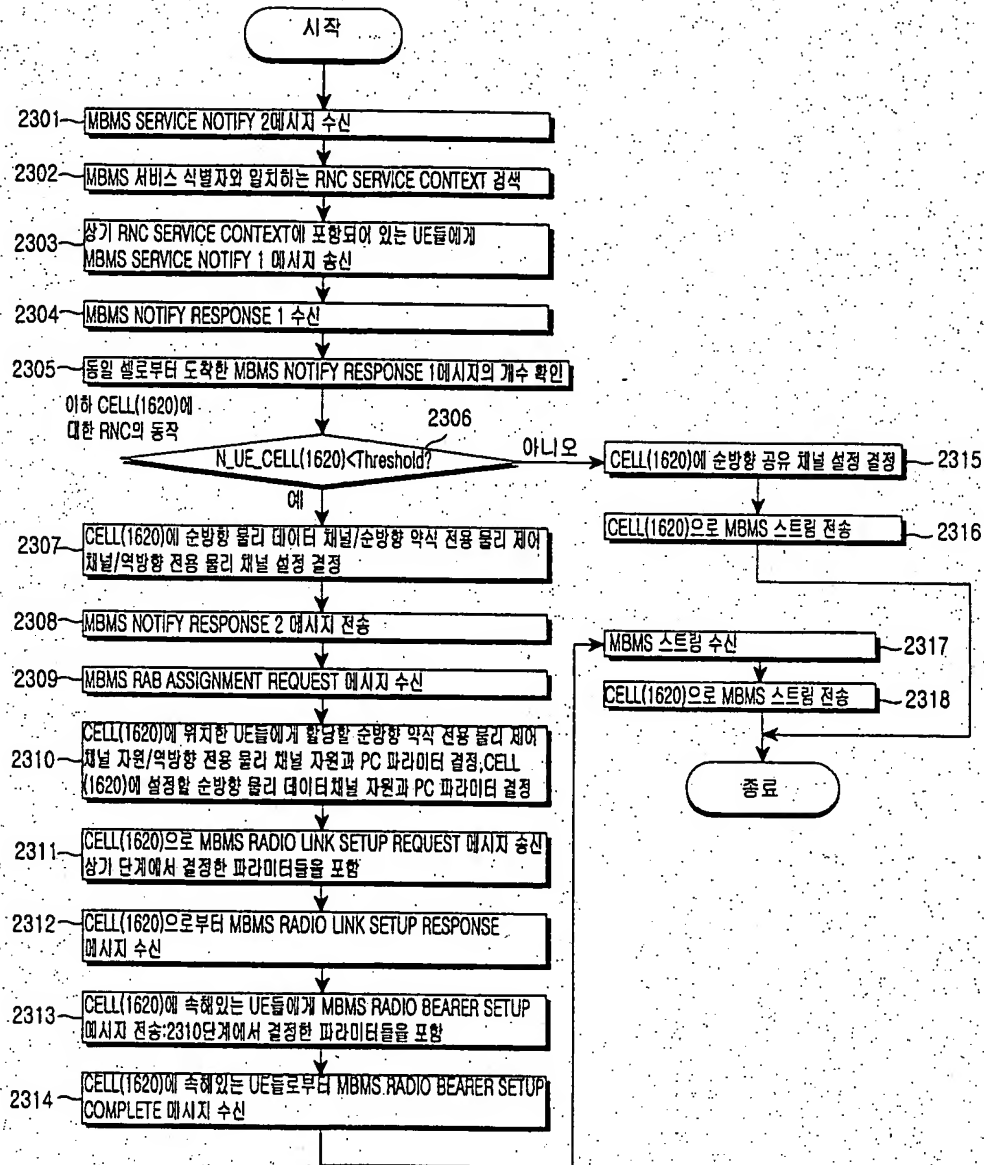 시작
2301
MBMS SERVICE NOTIFY 2메시지 수신
2302
MBMS 서비스 식별자와 일치하는 RNC SERVICE CONTEXT 검색
2303
상기 RNC SERVICE CONTEXT에 포함되어 있는 UE들에게
MBMS SERVICE NOTIFY 1 메시지 송신
2304
MBMS NOTIFY RESPONSE 1 수신
2305
동일 셀로부터 도착한 MBMS NOTIFY RESPONSE 1메시지의 개수 확인
이하 CELL(1620)에
대한 RNC의 동작
2306
N_UE_CELL(1620)<Threshold?
아니오
예
2307
CELL(1620)에 순방향 물리 데이터 채널/순방향 약식 전용 물리 제어
채널/역방향 전용 물리 채널 설정 결정
2308
MBMS NOTIFY RESPONSE 2 메시지 전송
2309
MBMS RAB ASSIGNMENT REQUEST 메시지 수신
2310
CELL(1620)에 위치한 UE들에게 할당할 순방향 약식 전용 물리 제어
채널 자원/역방향 전용 물리 채널 자원과 PC 파라미터 결정,CELL
(1620)에 설정할 순방향 물리 데이터채널 자원과 PC 파라미터 결정
2311
CELL(1620)으로 MBMS RADIO LINK SETUP REQUEST 메시지 송신
상기 단계에서 결정한 파라미터들을 포함
2312
CELL(1620)으로부터 MBMS RADIO LINK SETUP RESPONSE
메시지 수신
2313
CELL(1620)에 속해있는 UE들에게 MBMS RADIO BEARER SETUP
메시지 전송:2310단계에서 결정한 파라미터들을 포함
2314
CELL(1620)에 속해있는 UE들로부터 MBMS RADIO BEARER SETUP
COMPLETE 메시지 수신
CELL(1620)에 순방향 공유 채널 설정 결정
2315
CELL(1620)으로 MBMS 스트림 전송
2316
MBMS 스트림 수신
2317
CELL(1620)으로 MBMS 스트림 전송
2318
종료